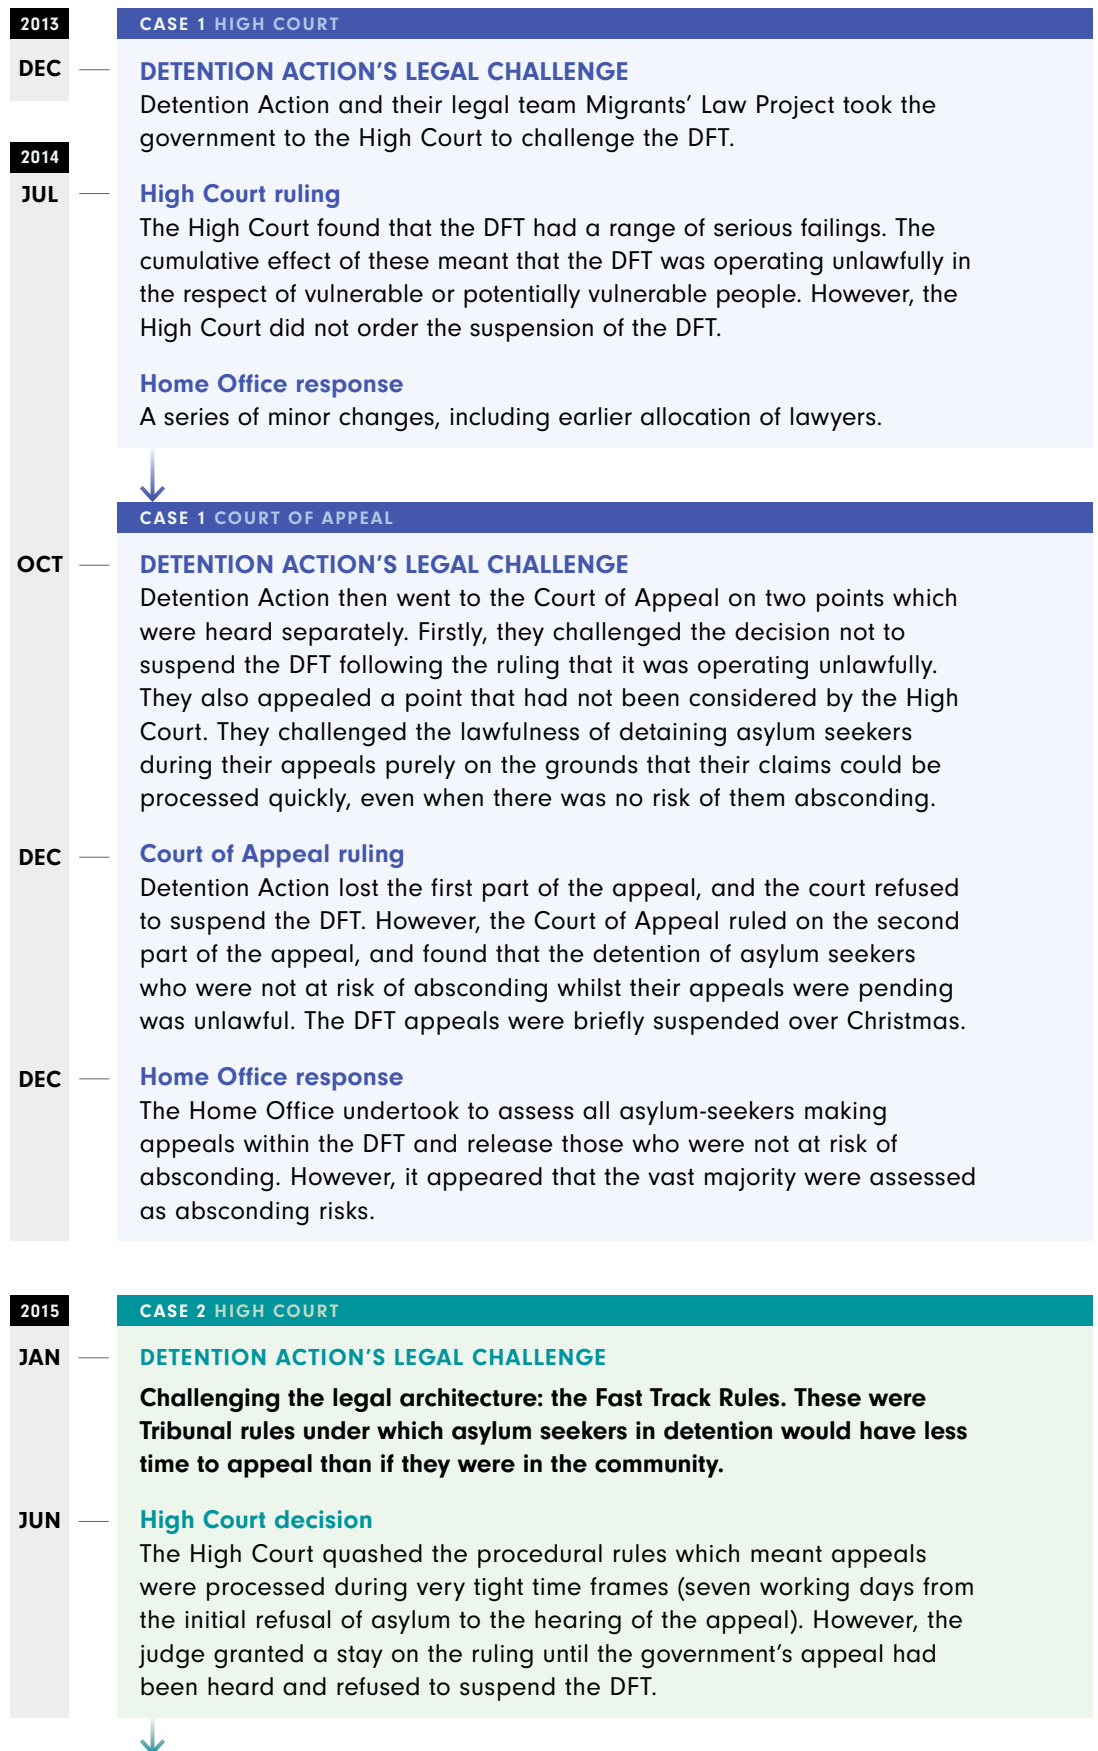 2013
CASE 1 HIGH COURT
DEC
DETENTION ACTION'S LEGAL CHALLENGE
Detention Action and their legal team Migrants' Law Project took the
government to the High Court to challenge the DFT.
2014
JUL
High Court ruling
The High Court found that the DFT had a range of serious failings. The
cumulative effect of these meant that the DFT was operating unlawfully in
the respect of vulnerable or potentially vulnerable people. However, the
High Court did not order the suspension of the DFT.
Home Office response
A series of minor changes, including earlier allocation of lawyers.
CASE 1 COURT OF APPEAL
OCT
DETENTION ACTION'S LEGAL CHALLENGE
Detention Action then went to the Court of Appeal on two points which
were heard separately. Firstly, they challenged the decision not to
suspend the DFT following the ruling that it was operating unlawfully.
They also appealed a point that had not been considered by the High
Court. They challenged the lawfulness of detaining asylum seekers
during their appeals purely on the grounds that their claims could be
processed quickly, even when there was no risk of them absconding.
DEC
Court of Appeal ruling
Detention Action lost the first part of the appeal, and the court refused
to suspend the DFT. However, the Court of Appeal ruled on the second
part of the appeal, and found that the detention of asylum seekers
who were not at risk of absconding whilst their appeals were pending
was unlawful. The DFT appeals were briefly suspended over Christmas.
DEC
Home Office response
The Home Office undertook to assess all asylum-seekers making
appeals within the DFT and release those who were not at risk of
absconding. However, it appeared that the vast majority were assessed
as absconding risks.
2015
CASE 2 HIGH COURT
JAN
DETENTION ACTION'S LEGAL CHALLENGE
Challenging the legal architecture: the Fast Track Rules. These were
Tribunal rules under which asylum seekers in detention would have less
time to appeal than if they were in the community.
JUN
High Court decision
The High Court quashed the procedural rules which meant appeals
were processed during very tight time frames (seven working days from
the initial refusal of asylum to the hearing of the appeal). However, the
judge granted a stay on the ruling until the government's appeal had
been heard and refused to suspend the DFT.